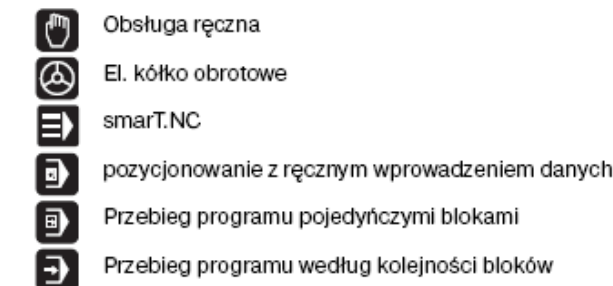 Obsługa ręczna
El. kółko obrotowe
smarT.NC
pozycjonowanie z ręcznym wprowadzeniem danych
Przebieg programu pojedyńczymi blokami
Przebieg programu według kolejności bloków